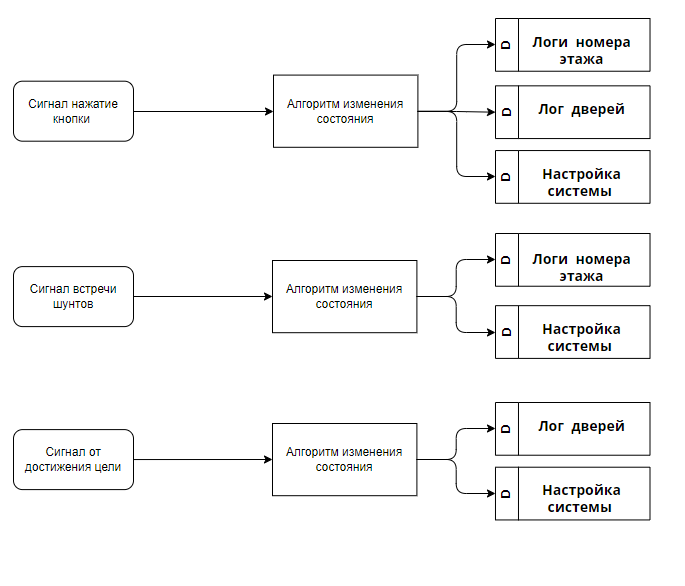 Сигнал нажатие
кнопки
Алгоритм изменения
состояния
D
Логи номера
этажа
D
Лог дверей
D
Настройка
системы
Сигнал встречи
шунтов
Алгоритм изменения
состояния
D
Логи номера
этажа
D
Настройка
системы
Сигнал от
достижения цели
Алгоритм изменения
состояния
D
Лог дверей
D
Настройка
системы